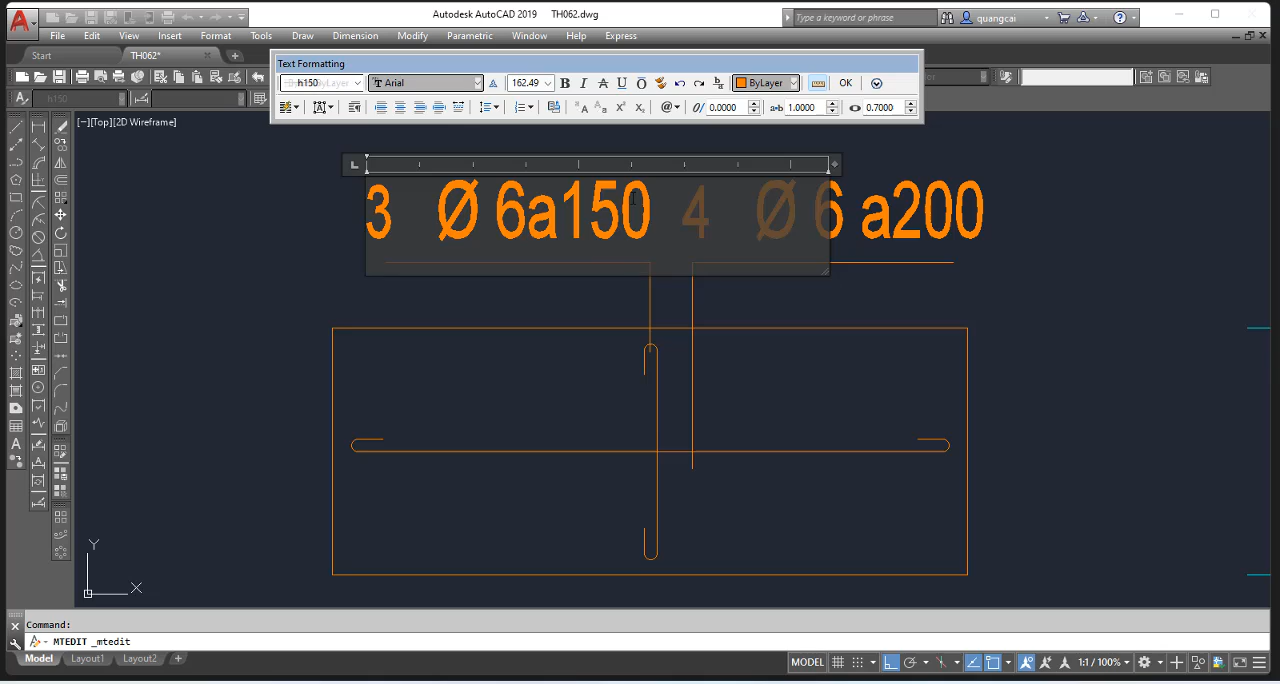 Autodesk AutoCAD 2019 TH062.dwg
Type a keyword or phrase
quangcai
File Edit View Insert Format Tools Draw Dimension Modify Parametric Window Help Express
Start TH062*
Text Formatting
h150 Arial 162.49 B I A U O ByLayer OK
@ 0/ 0.0000 a•b 1.0000 0.7000
h150
[−][Top][2D Wireframe]
3 Ø 6a150 4 Ø 6 a200
Y
X
Command:
MTEDIT _mtedit
Model Layout1 Layout2 +
MODEL 1:1 / 100%